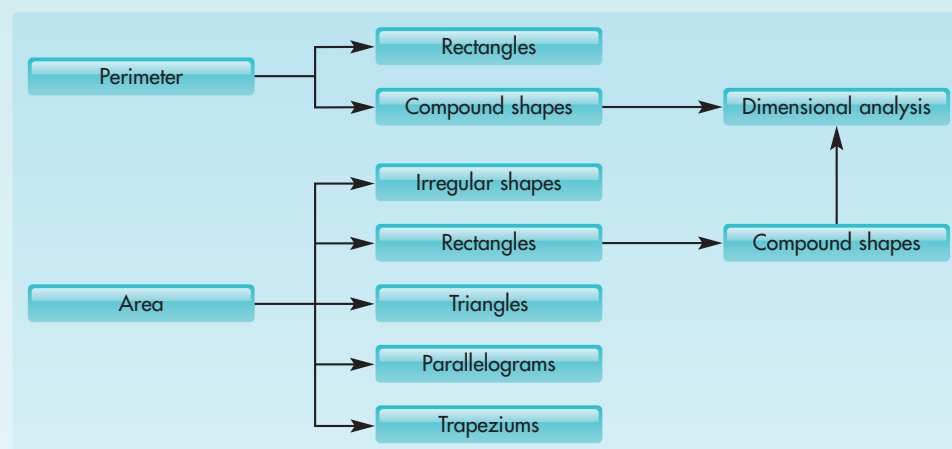 Rectangles
Perimeter
Compound shapes
Dimensional analysis
Irregular shapes
Rectangles
Compound shapes
Area
Triangles
Parallelograms
Trapeziums